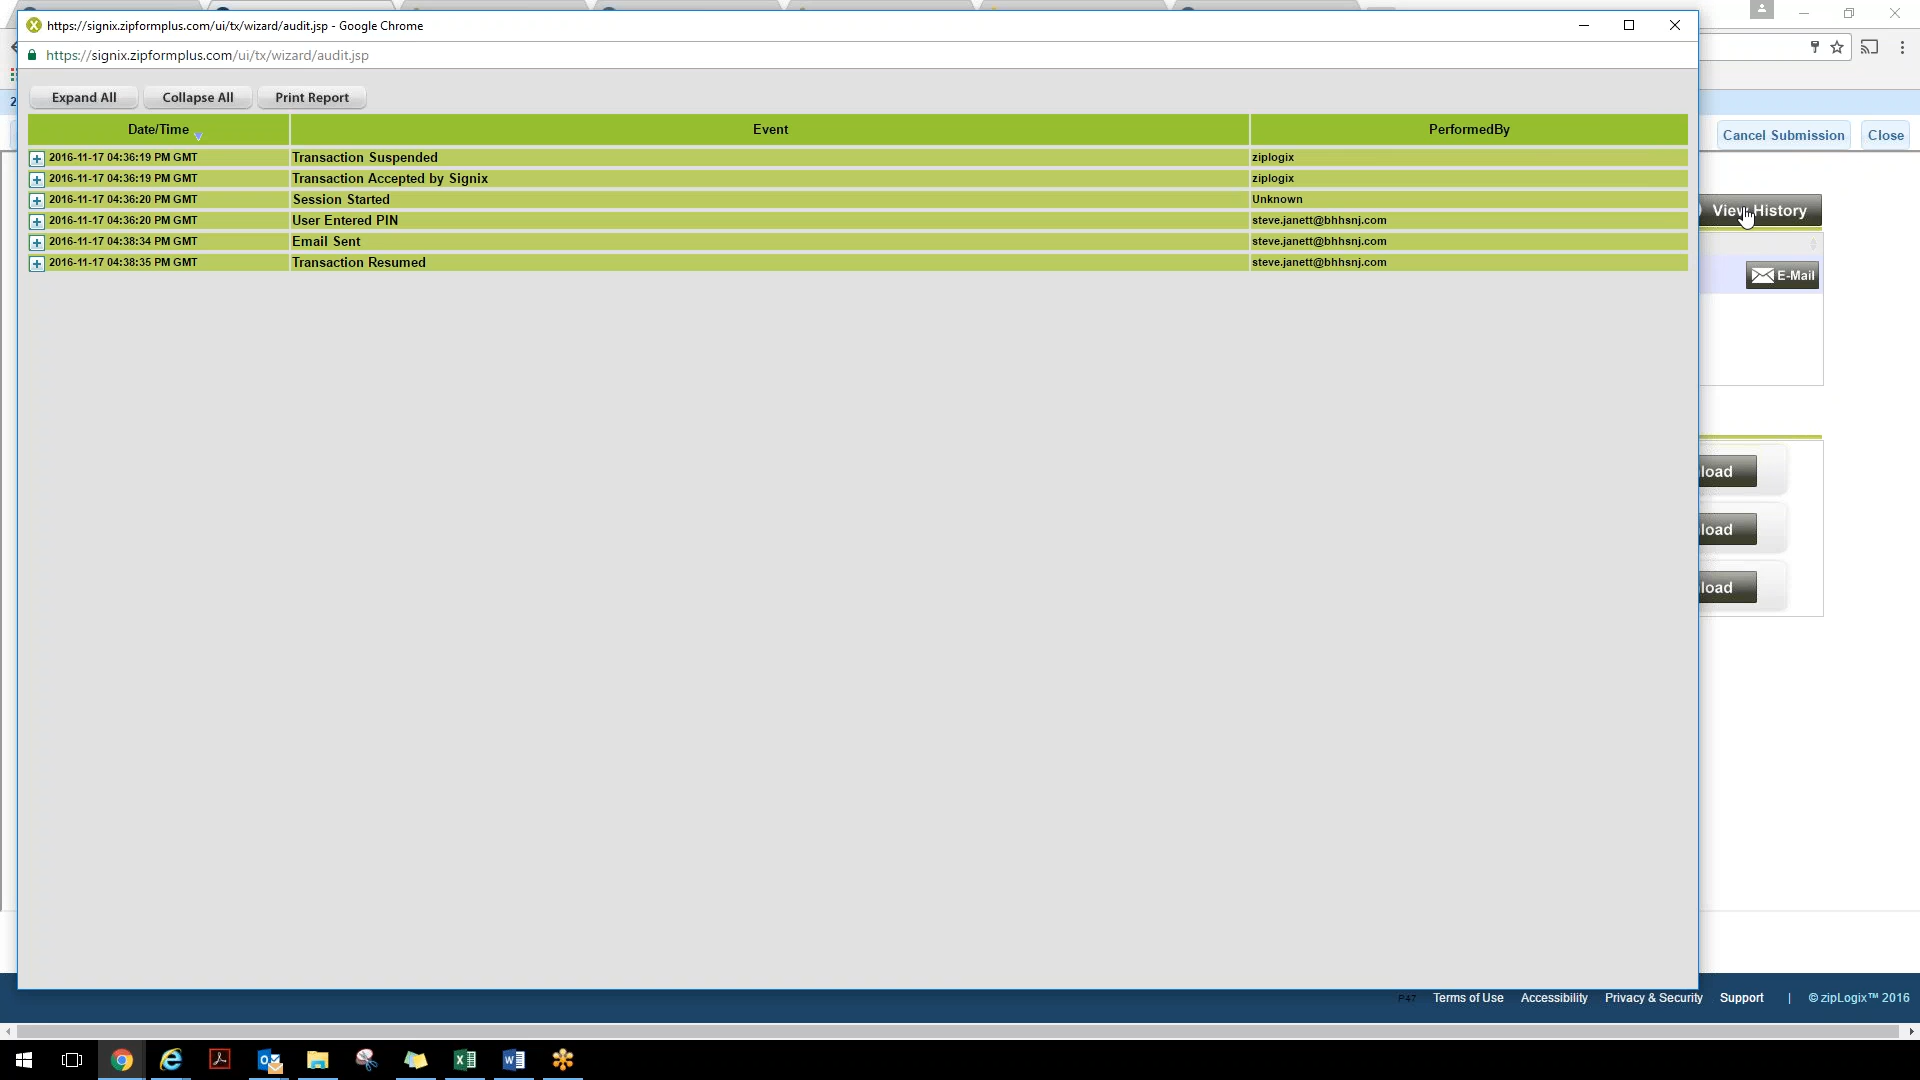 https://signix.zipformplus.com/ui/tx/wizard/audit.jsp - Google Chrome
https://signix.zipformplus.com/ui/tx/wizard/audit.jsp
Expand All Collapse All Print Report
Date/Time Event PerformedBy
2016-11-17 04:36:19 PM GMT Transaction Suspended ziplogix
2016-11-17 04:36:19 PM GMT Transaction Accepted by Signix ziplogix
2016-11-17 04:36:20 PM GMT Session Started Unknown
2016-11-17 04:36:20 PM GMT User Entered PIN steve.janett@bhhsnj.com
2016-11-17 04:38:34 PM GMT Email Sent steve.janett@bhhsnj.com
2016-11-17 04:38:35 PM GMT Transaction Resumed steve.janett@bhhsnj.com
2
Cancel Submission Close
View History
E-Mail
load
load
load
P47 Terms of Use Accessibility Privacy & Security Support | © zipLogix™ 2016